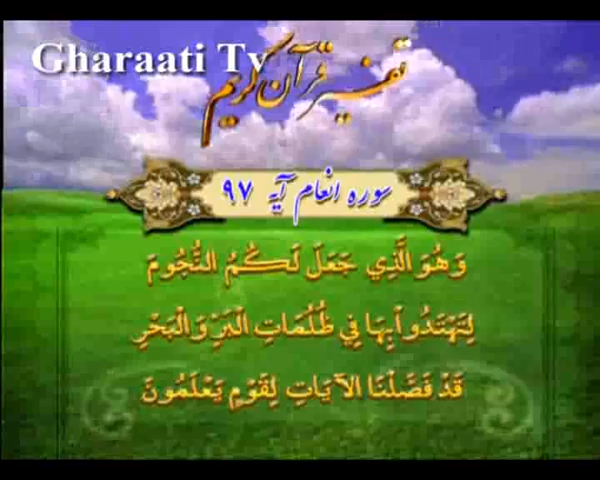 Gharaati Tv
تفسیر قرآن کریم
سوره انعام آیه ۹۷
وَهُوَ الَّذِي جَعَلَ لَكُمُ النُّجُومَ
لِتَهْتَدُوا بِهَا فِي ظُلُمَاتِ الْبَرِّ وَالْبَحْرِ
قَدْ فَصَّلْنَا الْآيَاتِ لِقَوْمٍ يَعْلَمُونَ